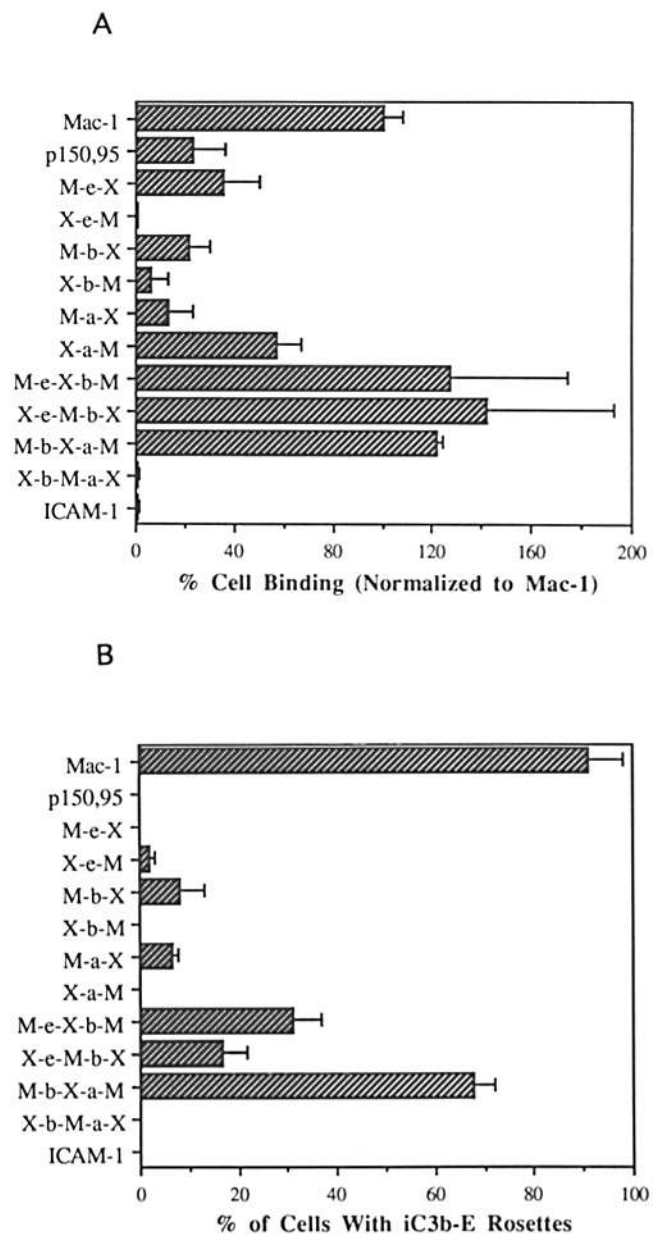 A
Mac-1
p150,95
M-e-X
X-e-M
M-b-X
X-b-M
M-a-X
X-a-M
M-e-X-b-M
X-e-M-b-X
M-b-X-a-M
X-b-M-a-X
ICAM-1
0 40 80 120 160 200
% Cell Binding (Normalized to Mac-1)
B
Mac-1
p150,95
M-e-X
X-e-M
M-b-X
X-b-M
M-a-X
X-a-M
M-e-X-b-M
X-e-M-b-X
M-b-X-a-M
X-b-M-a-X
ICAM-1
0 20 40 60 80 100
% of Cells With iC3b-E Rosettes